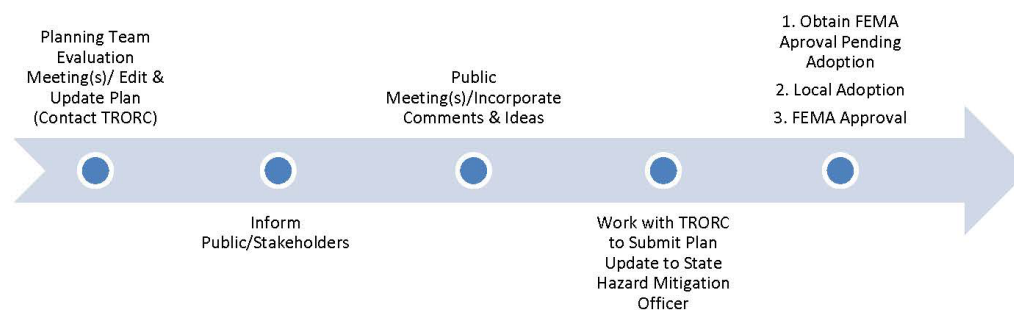 Planning Team
Evaluation
Meeting(s)/ Edit &
Update Plan
(Contact TRORC)
Inform
Public/Stakeholders
Public
Meeting(s)/Incorporate
Comments & Ideas
Work with TRORC
to Submit Plan
Update to State
Hazard Mitigation
Officer
1. Obtain FEMA
Aproval Pending
Adoption
2. Local Adoption
3. FEMA Approval